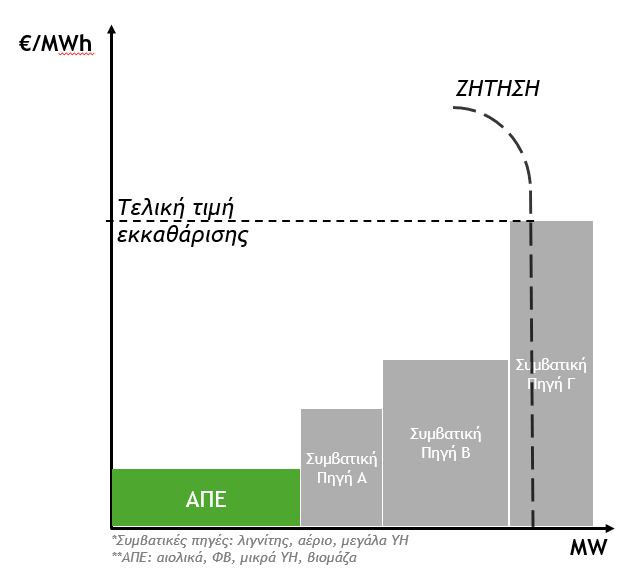 €/MWh
ΖΗΤΗΣΗ
Τελική τιμή
εκκαθάρισης
Συμβατική
Πηγή Γ
Συμβατική
Πηγή Β
Συμβατική
Πηγή Α
ΑΠΕ
*Συμβατικές πηγές: λιγνίτης, αέριο, μεγάλα ΥΗ
**ΑΠΕ: αιολικά, ΦΒ, μικρά ΥΗ, βιομάζα
MW